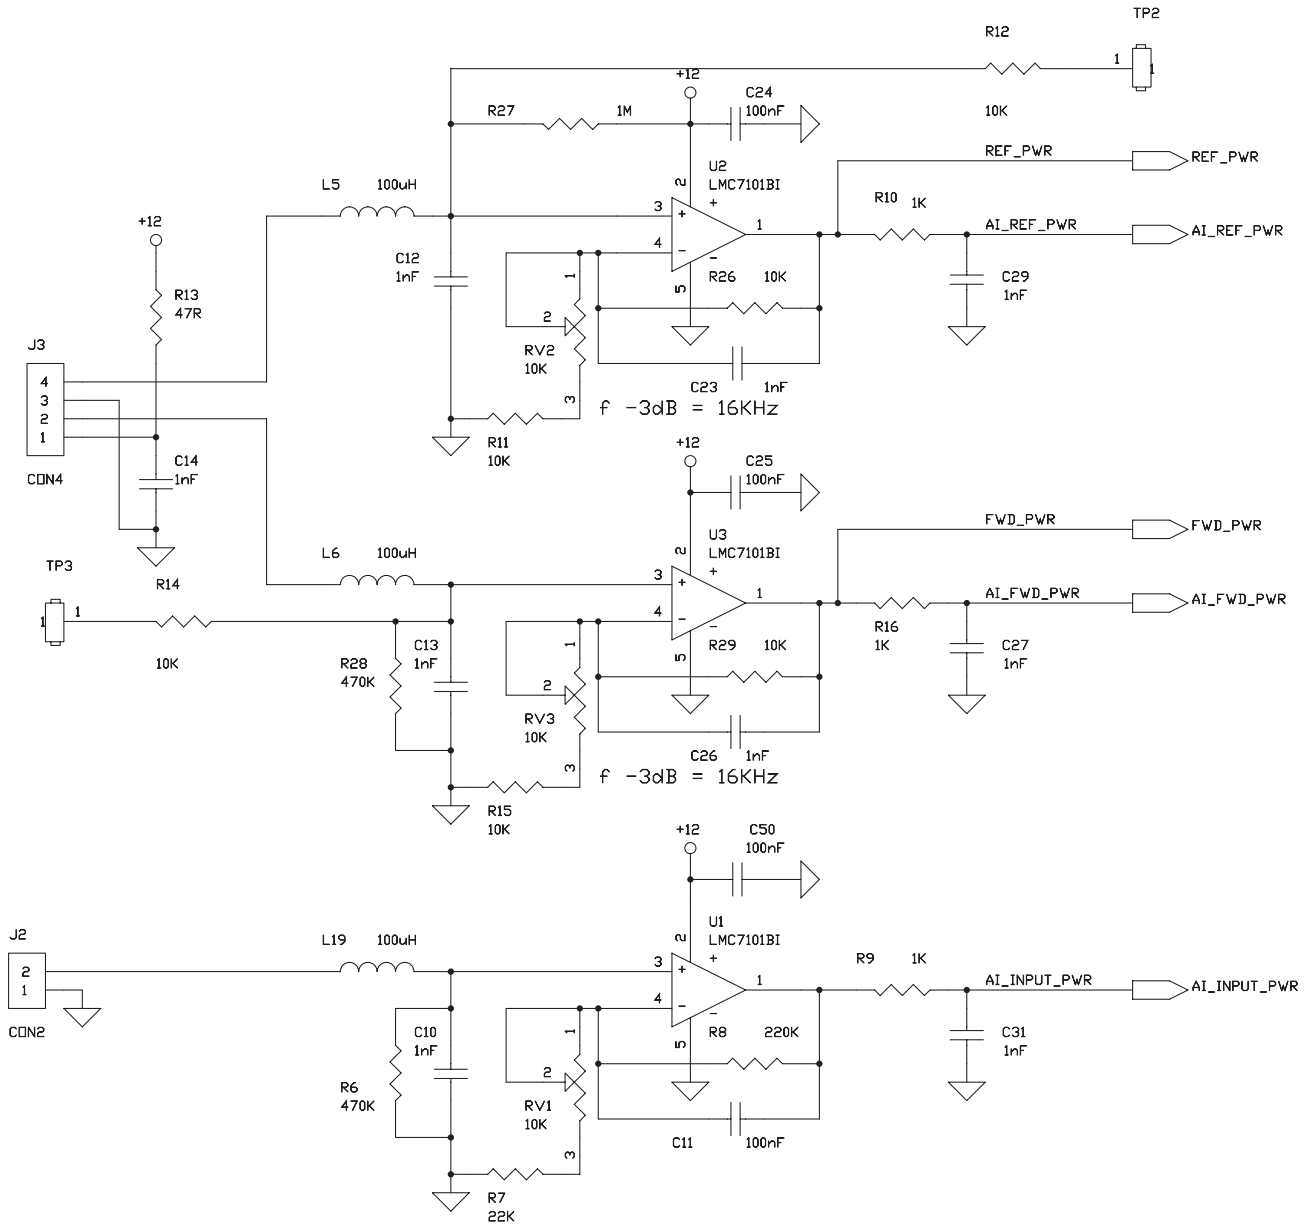 TP2
R12
1
1
10K
+12
C24
100nF
R27
1M
REF_PWR
REF_PWR
U2
LMC7101BI
2
+
L5
100uH
3
+
1
R10
1K
AI_REF_PWR
AI_REF_PWR
4
-
-
+12
C12
1nF
1
R26
10K
C29
1nF
5
R13
47R
2
RV2
10K
J3
4
3
2
1
CON4
3
C23
1nF
f -3dB = 16KHz
R11
10K
C14
1nF
+12
C25
100nF
FWD_PWR
FWD_PWR
U3
LMC7101BI
2
+
L6
100uH
3
+
1
AI_FWD_PWR
AI_FWD_PWR
TP3
R14
1
1
10K
4
-
-
R16
1K
C13
1nF
1
R29
10K
C27
1nF
5
R28
470K
2
RV3
10K
3
C26
1nF
f -3dB = 16KHz
R15
10K
+12
C50
100nF
U1
LMC7101BI
2
+
J2
2
1
CON2
L19
100uH
3
+
1
R9
1K
AI_INPUT_PWR
AI_INPUT_PWR
4
-
-
C10
1nF
1
R8
220K
C31
1nF
5
R6
470K
2
RV1
10K
3
C11
100nF
R7
22K